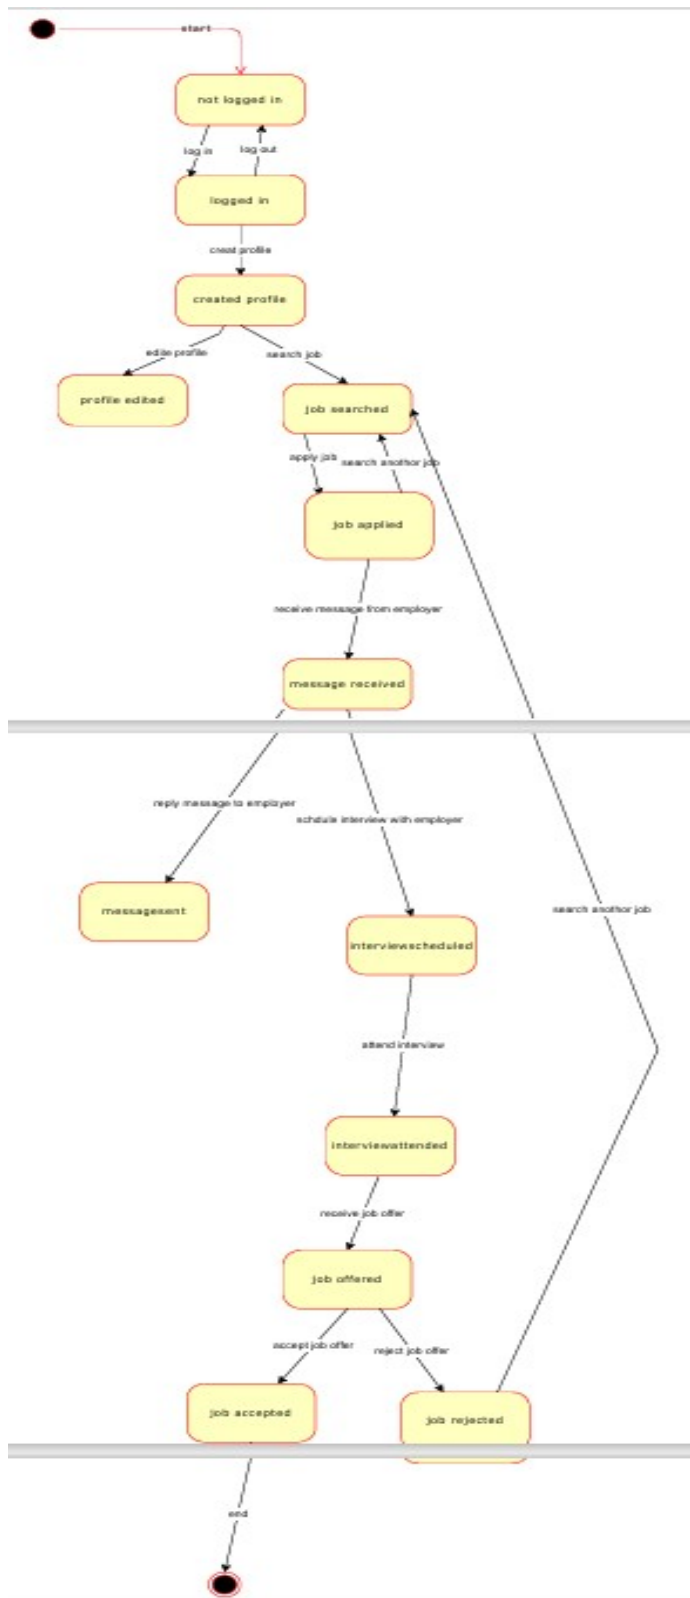 start
not logged in
log in
log out
logged in
creat profile
created profile
edite profile
search job
profile edited
job searched
apply job
search anothor job
job applied
receive message from employer
message received
reply message to employer
schdule interview with employer
messagesent
search anothor job
interviewscheduled
attend interview
interviewattended
receive job offer
job offered
accept job offer
reject job offer
job accepted
job rejected
end